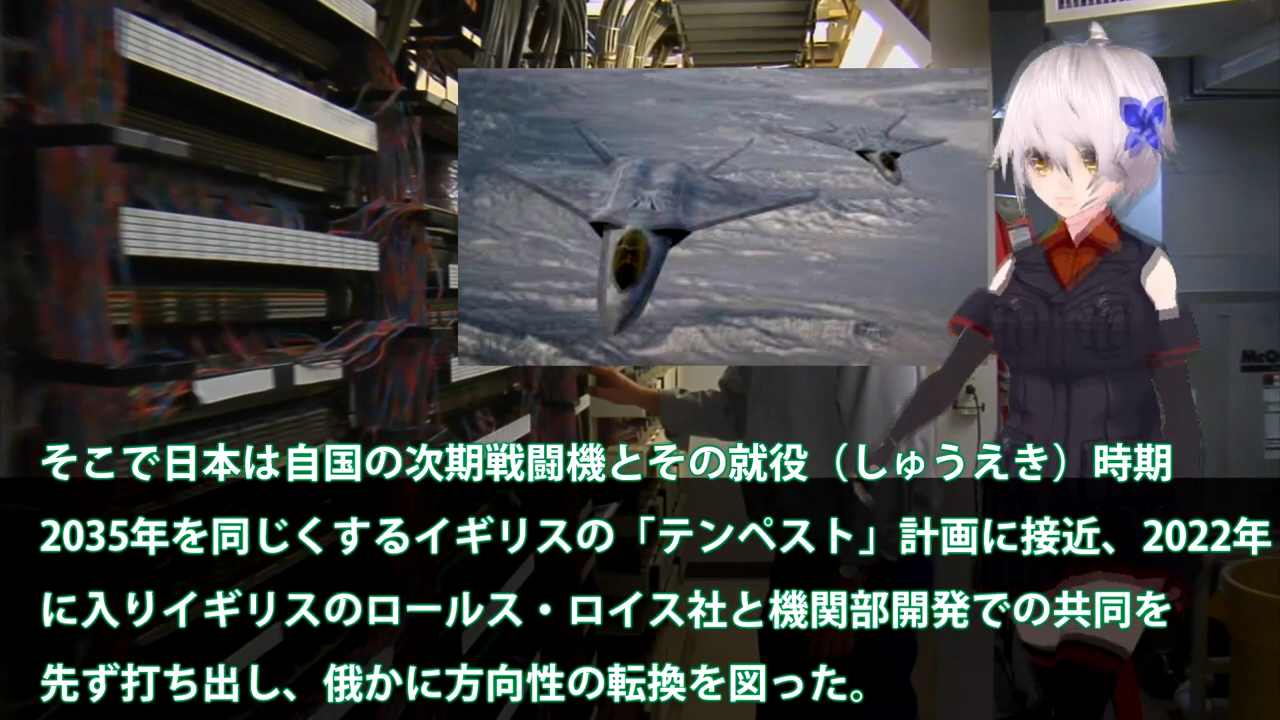 そこで日本は自国の次期戦闘機とその就役（しゅうえき）時期
2035年を同じくするイギリスの「テンペスト」計画に接近、2022年
に入りイギリスのロールス・ロイス社と機関部開発での共同を
先ず打ち出し、俄かに方向性の転換を図った。